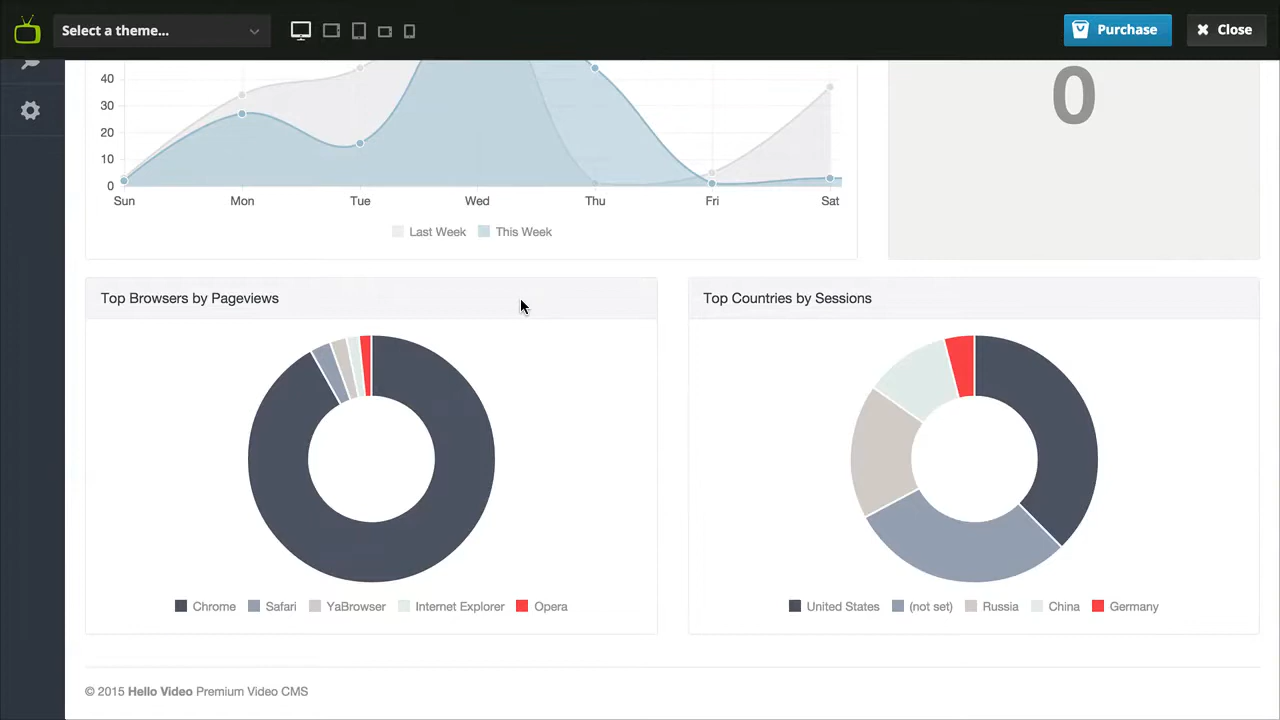 Select a theme...
Purchase
Close
40
30
20
10
0
Sun Mon Tue Wed Thu Fri Sat
Last Week This Week
0
Top Browsers by Pageviews
Chrome Safari YaBrowser Internet Explorer Opera
Top Countries by Sessions
United States (not set) Russia China Germany
© 2015 Hello Video Premium Video CMS